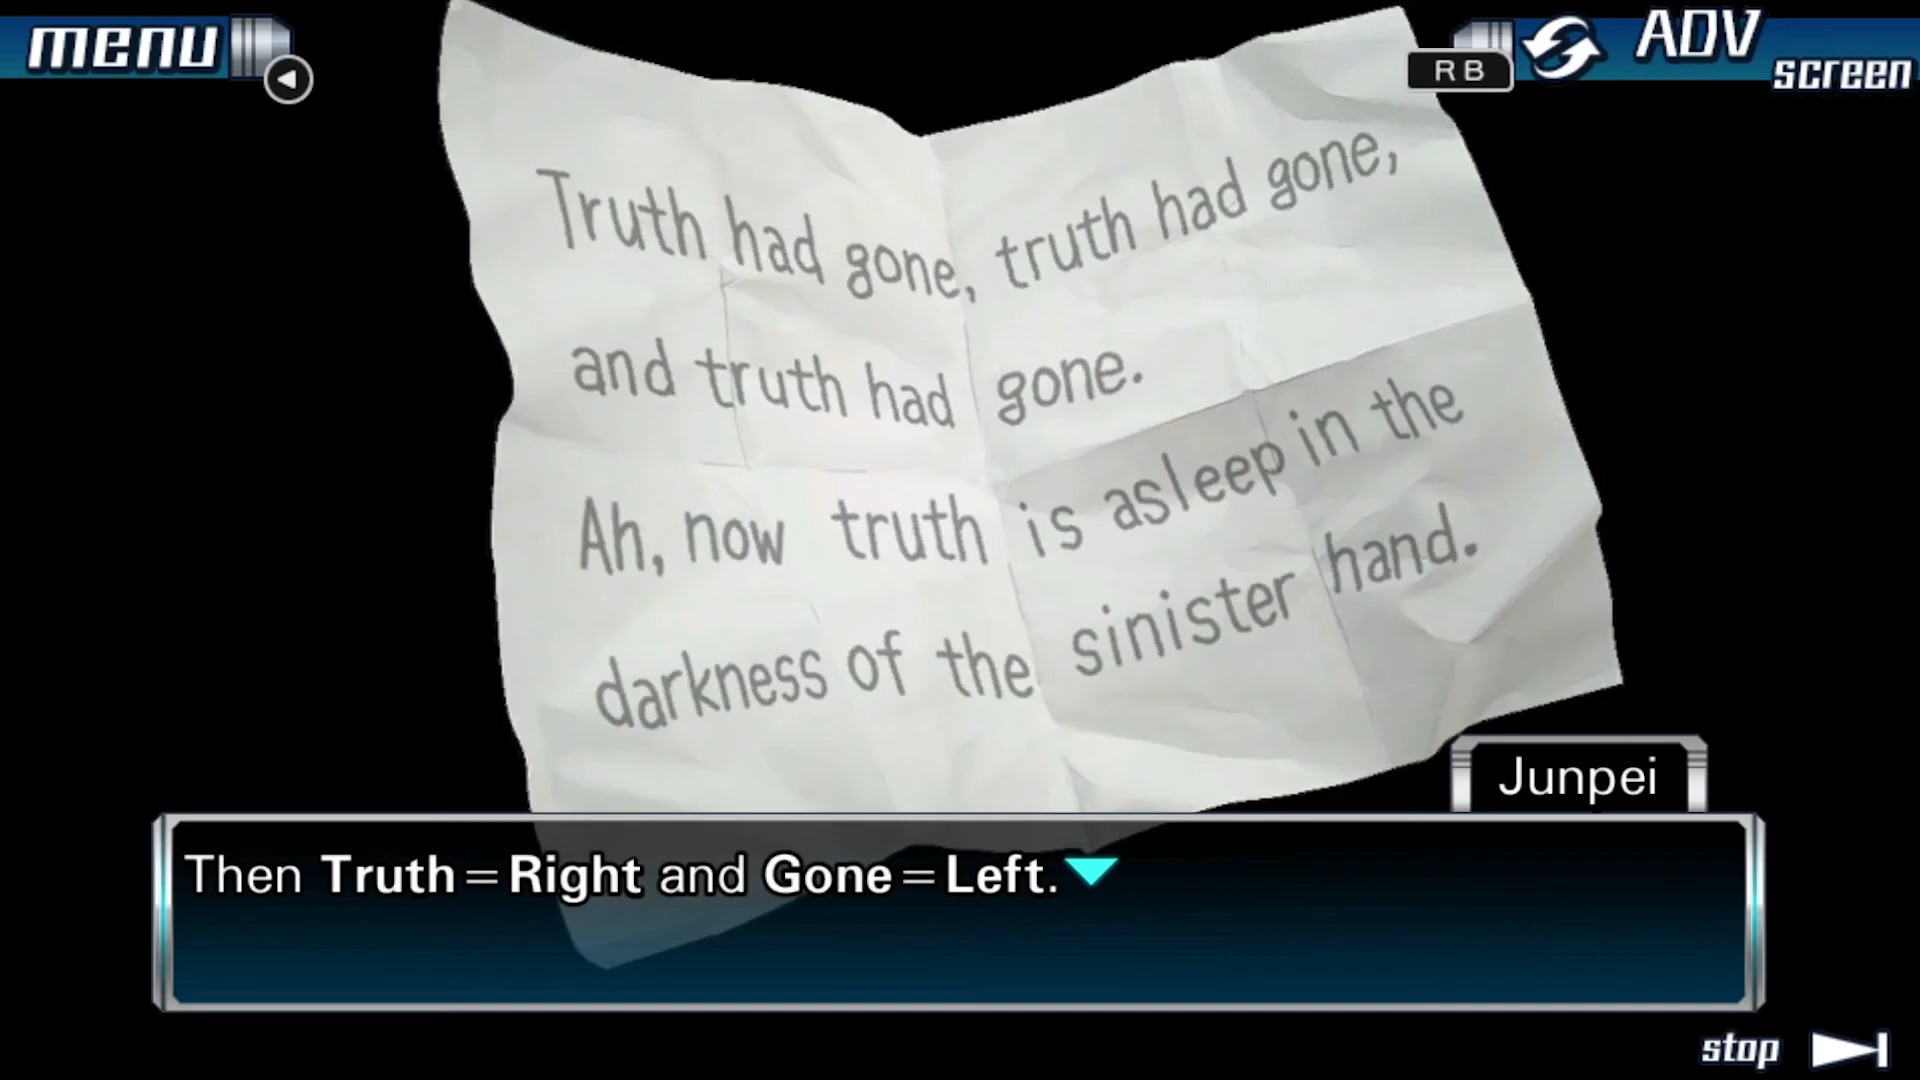 menu
RB
ADV
screen
Truth had gone, truth had gone,
and truth had gone.
Ah, now truth is asleep in the
darkness of the sinister hand.
Junpei
Then Truth=Right and Gone=Left.
stop